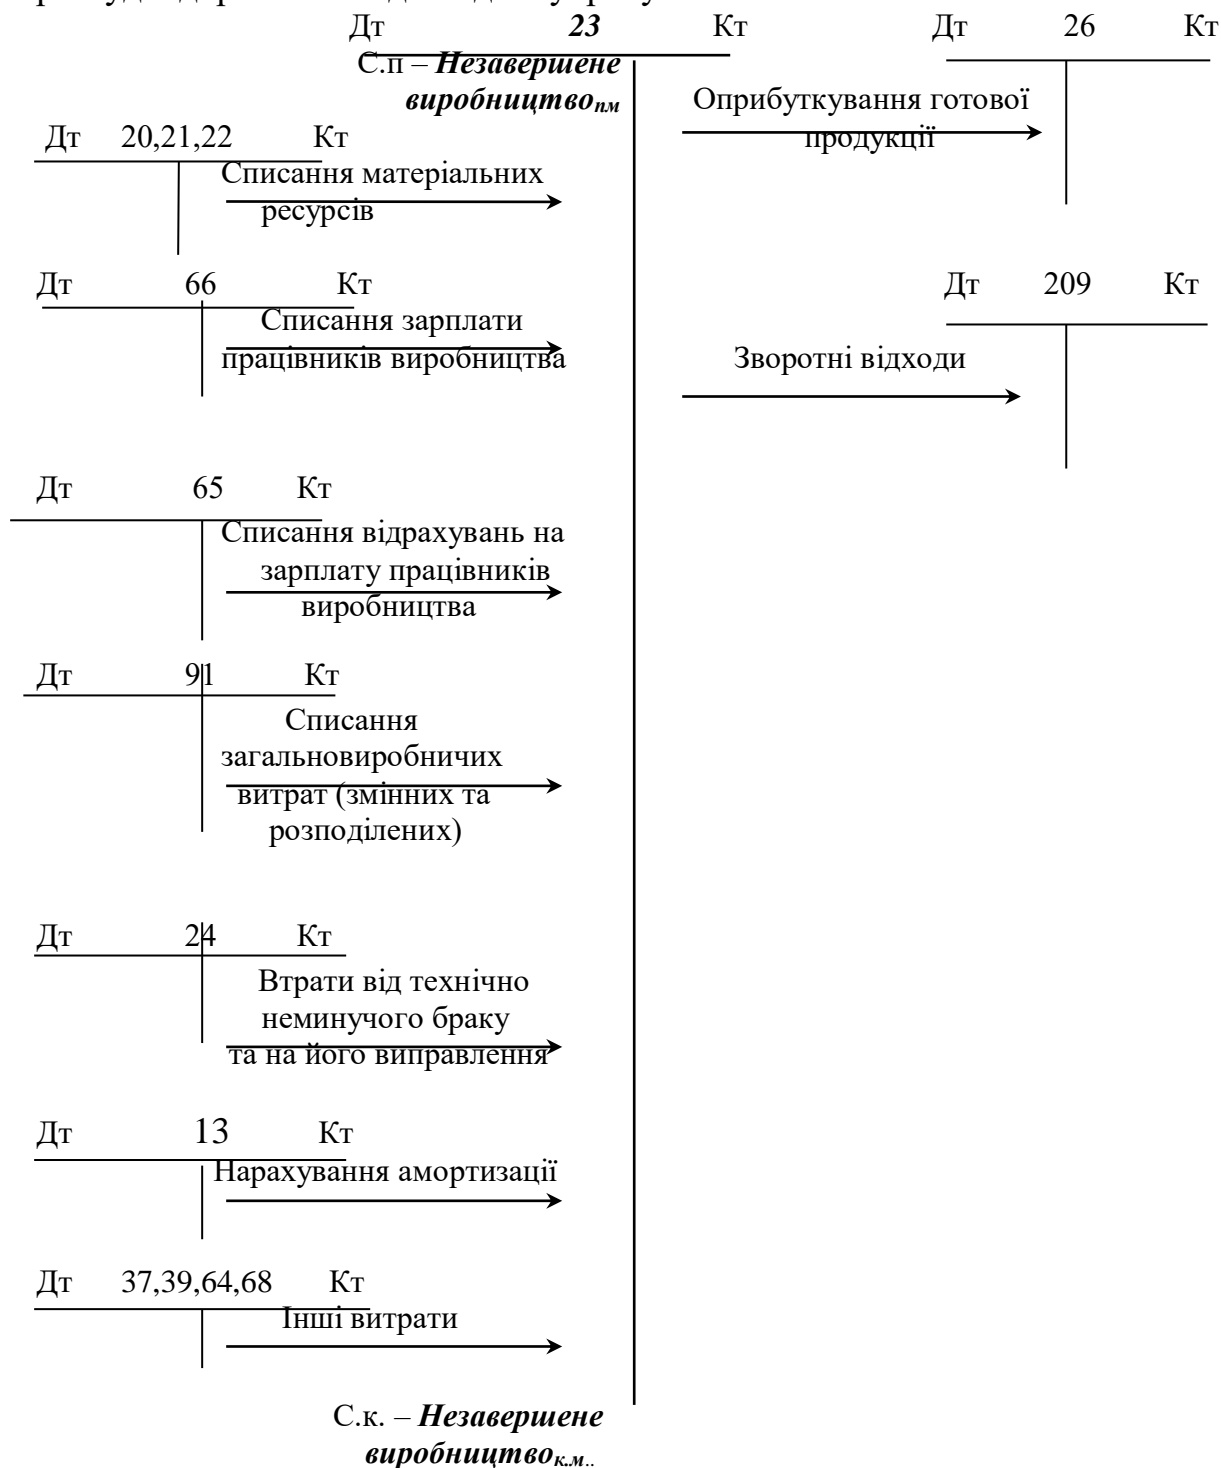 Дт 23 Кт Дт 26 Кт
С.п – Незавершене
виробництвопм
Оприбуткування готової
продукції
Дт 20,21,22 Кт
Списання матеріальних
ресурсів
Дт 66 Кт
Дт 209 Кт
Списання зарплати
працівників виробництва
Зворотні відходи
Дт 65 Кт
Списання відрахувань на
зарплату працівників
виробництва
Дт 91 Кт
Списання
загальновиробничих
витрат (змінних та
розподілених)
Дт 24 Кт
Втрати від технічно
неминучого браку
та на його виправлення
Дт 13 Кт
Нарахування амортизації
Дт 37,39,64,68 Кт
Інші витрати
С.к. – Незавершене
виробництвок.м..